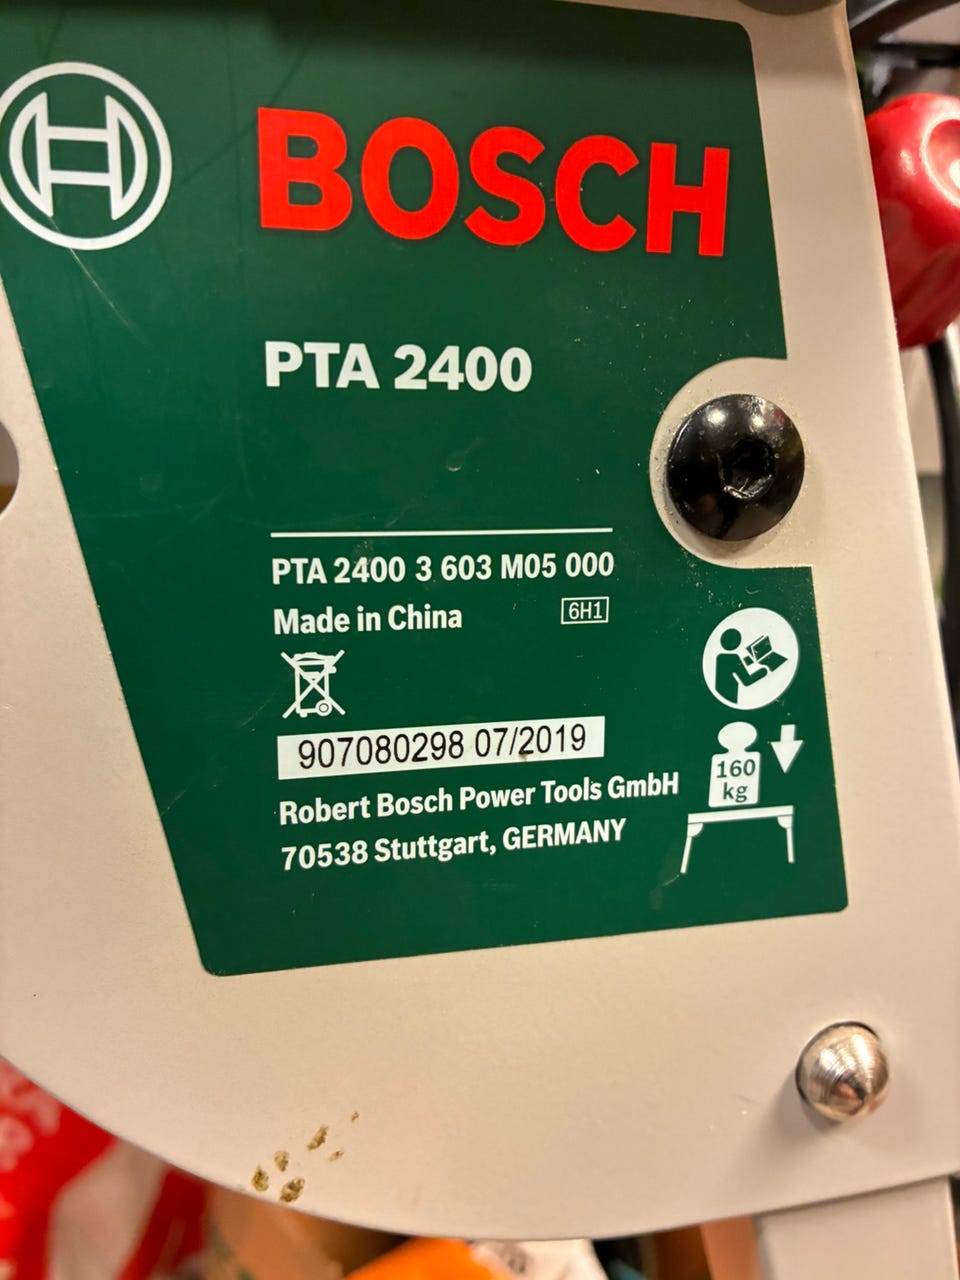 BOSCH
PTA 2400
PTA 2400 3 603 M05 000
Made in China 6H1
907080298 07/2019
Robert Bosch Power Tools GmbH
70538 Stuttgart, GERMANY
160
kg